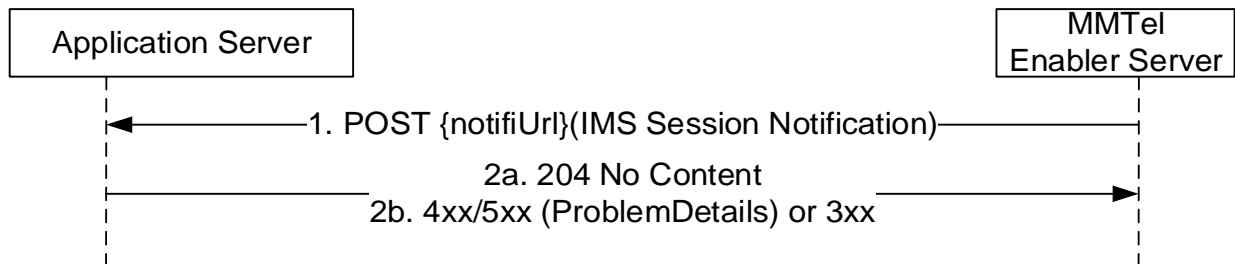 Application Server
MMTel
Enabler Server
1. POST {notifiUrl}(IMS Session Notification)
2a. 204 No Content
2b. 4xx/5xx (ProblemDetails) or 3xx